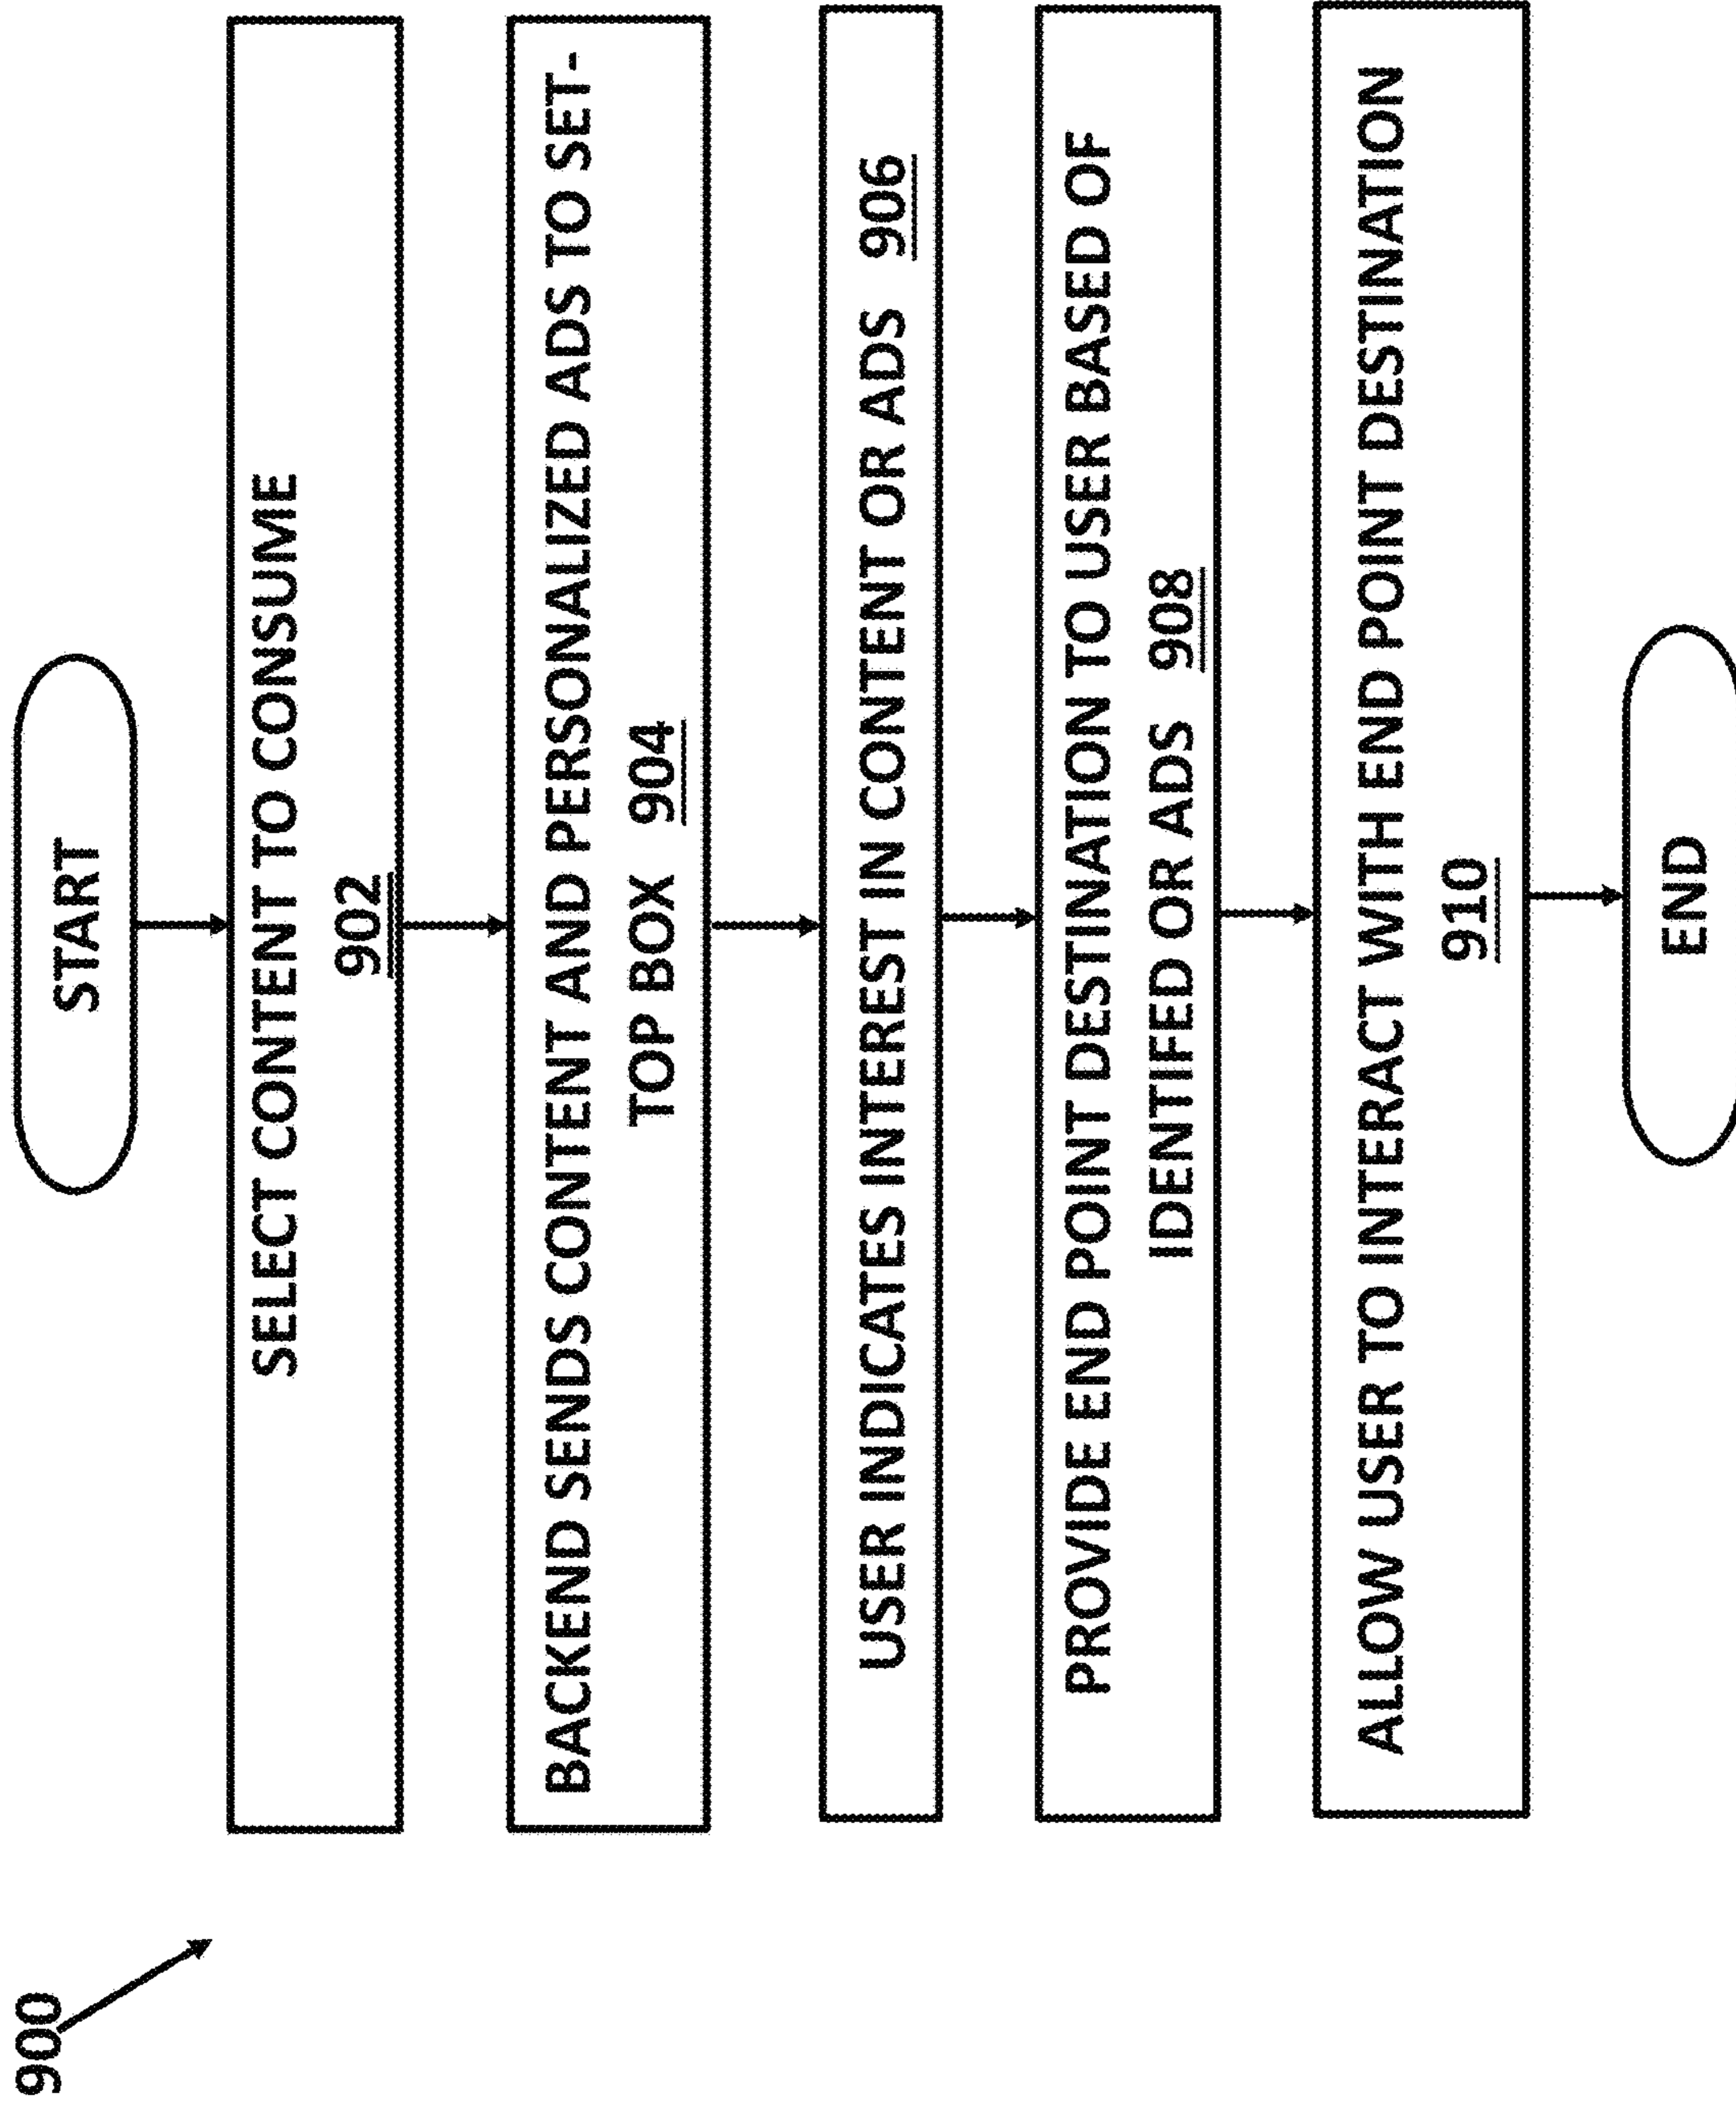 900
START
SELECT CONTENT TO CONSUME
902
BACKEND SENDS CONTENT AND PERSONALIZED ADS TO SET-
TOP BOX 904
USER INDICATES INTEREST IN CONTENT OR ADS 906
PROVIDE END POINT DESTINATION TO USER BASED OF
IDENTIFED OR ADS 908
ALLOW USER TO INTERACT WITH END POINT DESTINATION
910
END